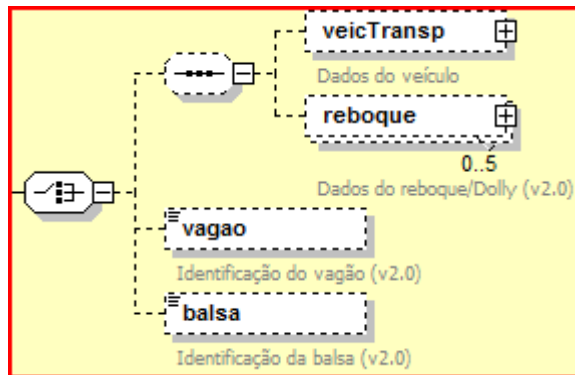 veicTransp
Dados do veículo
reboque
0..5
Dados do reboque/Dolly (v2.0)
vagao
Identificação do vagão (v2.0)
balsa
Identificação da balsa (v2.0)